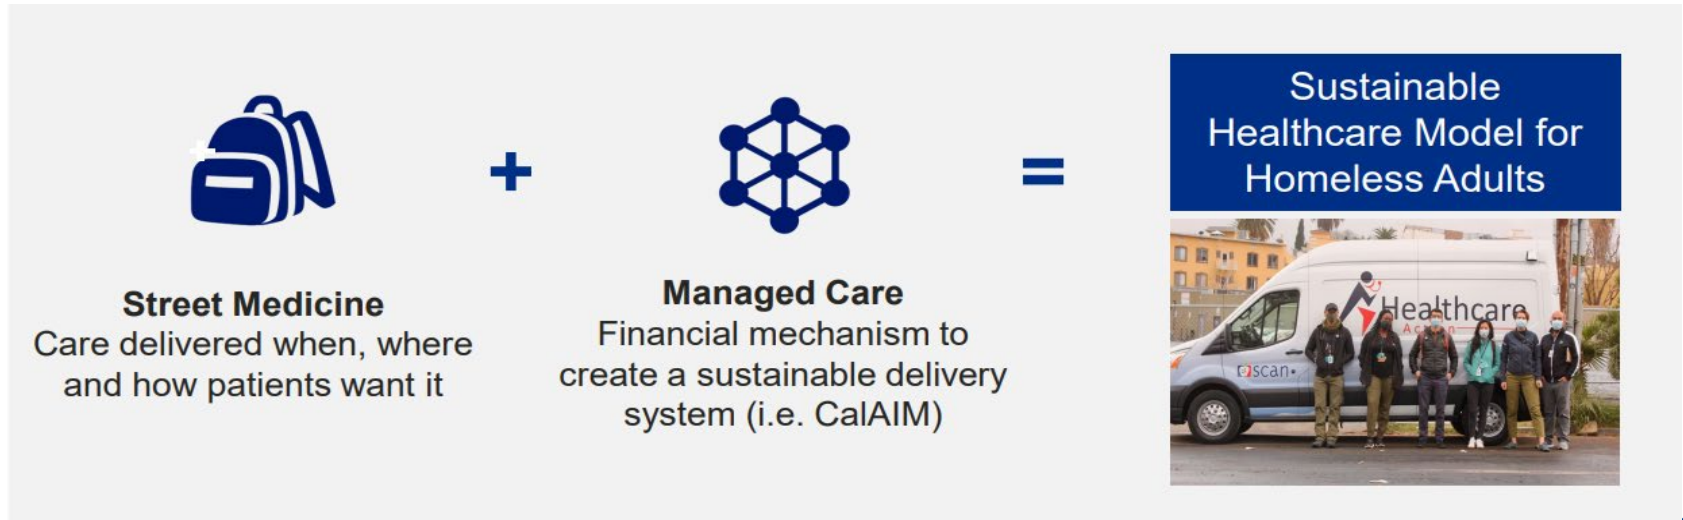 Street Medicine
Care delivered when, where
and how patients want it
+
Managed Care
Financial mechanism to
create a sustainable delivery
system (i.e. CalAIM)
=
Sustainable
Healthcare Model for
Homeless Adults
Healthcare
Action
scan